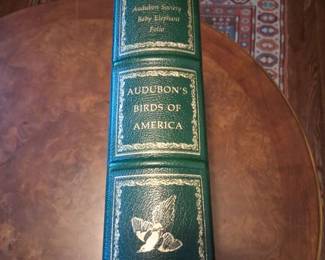 Audubon Society
Baby Elephant
Folio
AUDUBON'S
BIRDS OF
AMERICA